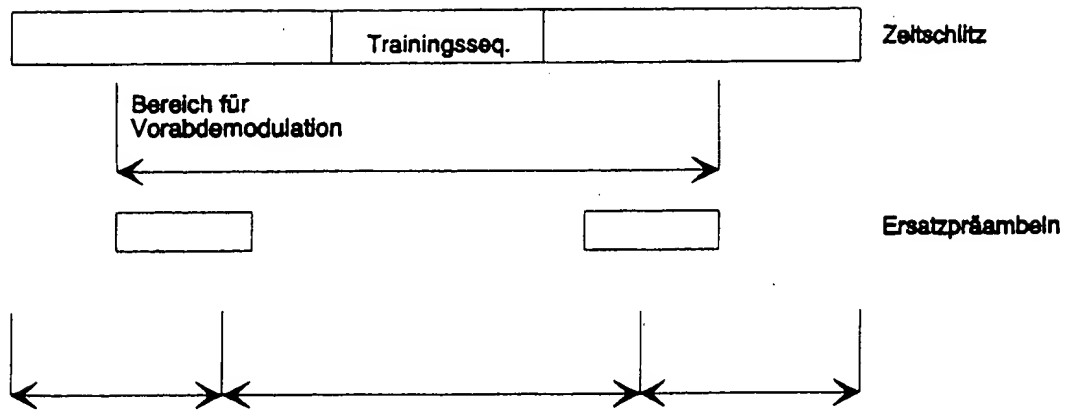 Zeitschlitz
Trainingsseq.
Bereich für
Vorabdemodulation
Ersatzpräambeln